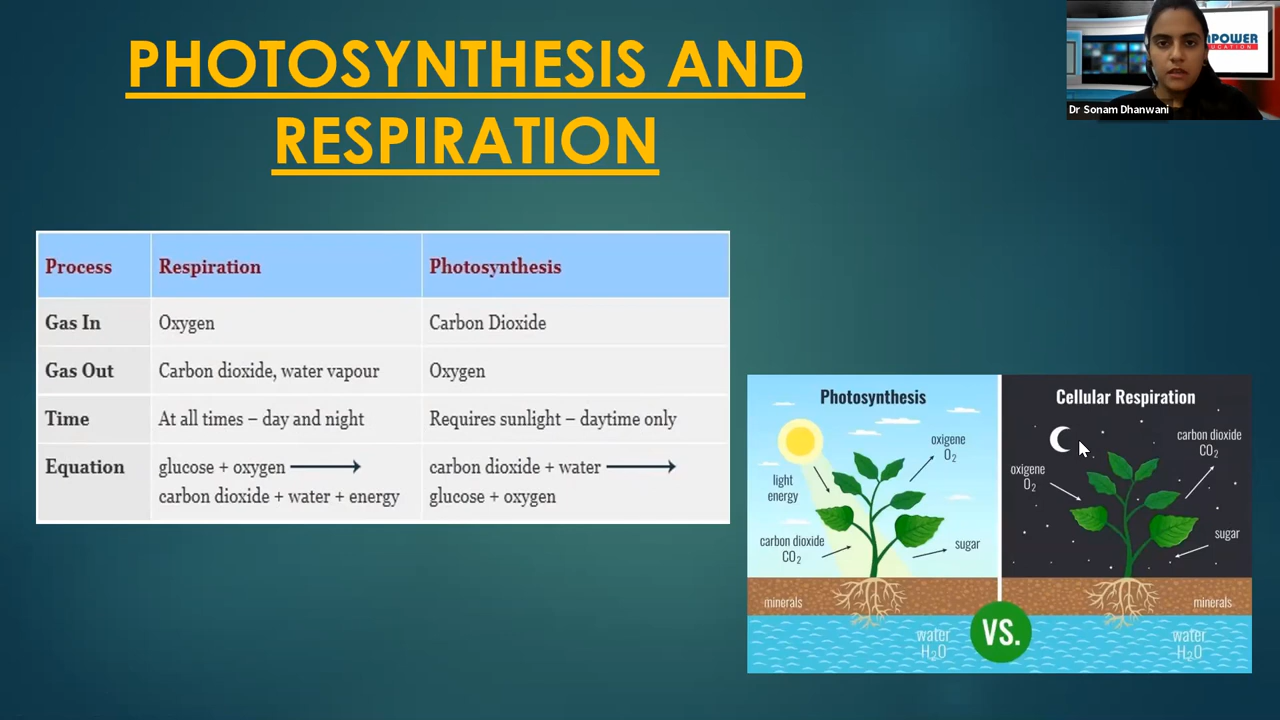 PHOTOSYNTHESIS AND
RESPIRATION
Dr Sonam Dhanwani
Process Respiration Photosynthesis
Gas In Oxygen Carbon Dioxide
Gas Out Carbon dioxide, water vapour Oxygen
Time At all times – day and night Requires sunlight – daytime only
Equation glucose + oxygen ⟶ carbon dioxide + water ⟶
carbon dioxide + water + energy glucose + oxygen
Photosynthesis
light
energy
oxigene
O₂
carbon dioxide
CO₂
sugar
minerals
water
H₂O
VS.
Cellular Respiration
oxigene
O₂
carbon dioxide
CO₂
sugar
minerals
water
H₂O